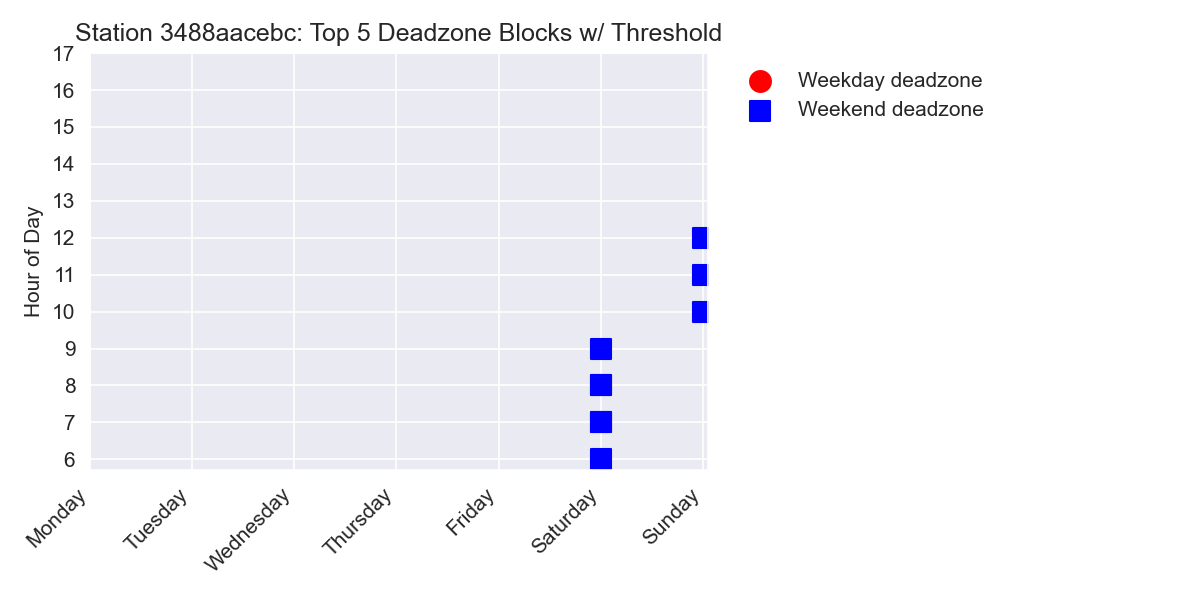 Station 3488aacebc: Top 5 Deadzone Blocks w/ Threshold
17
16
15
14
13
12
11
10
9
8
7
6
Hour of Day
Monday
Tuesday
Wednesday
Thursday
Friday
Saturday
Sunday
Weekday deadzone
Weekend deadzone